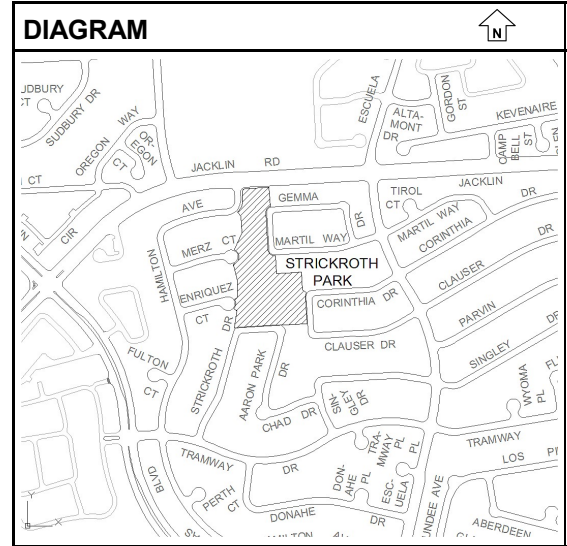 DIAGRAM
N
SUDBURY DR
OREGON WAY
OR-
EGON
CT
CT
CIR
JACKLIN RD
ESCUELA
ALTA-
MONT
DR
GORDON
ST
KEVENAIRE
CAMP
BELL
ST
AVE
GEMMA
DR
TIROL
CT
JACKLIN
DR
HAMILTON
MERZ CT
MARTIL WAY
MARTIL WAY
CORINTHIA
DR
STRICKROTH
PARK
ENRIQUEZ
CT
CORINTHIA DR
CLAUSER
PARVIN
SINGLEY
CLAUSER DR
FULTON
CT
STRICKROTH
DR
AARON PARK
DR
CHAD DR
SIN-
GLEY
DR
WYOMA
PL
TRAMWAY
DR
TRA-
MWAY
PL
DON-
AHE
PL
ESC-
UELA
PL
TRAMWAY
LOS
BLVD
PERTH
CT
DONAHE
DR
AVE
ABERDEEN
Y
X